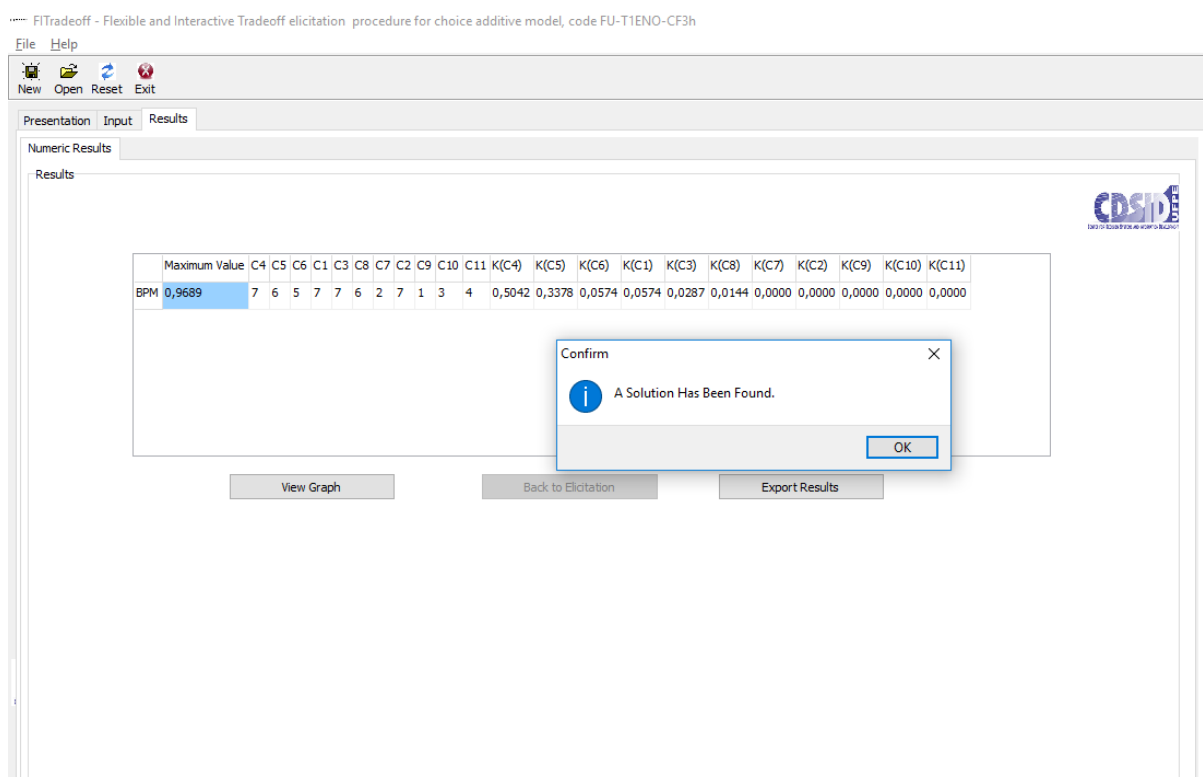 FITradeoff - Flexible and Interactive Tradeoff elicitation procedure for choice additive model, code FU-T1ENO-CF3h
File Help
New Open Reset Exit
Presentation Input Results
Numeric Results
Results
CDSID UFPE
Maximum Value C4 C5 C6 C1 C3 C8 C7 C2 C9 C10 C11 K(C4) K(C5) K(C6) K(C1) K(C3) K(C8) K(C7) K(C2) K(C9) K(C10) K(C11)
BPM 0,9689 7 6 5 7 7 6 2 7 1 3 4 0,5042 0,3378 0,0574 0,0574 0,0287 0,0144 0,0000 0,0000 0,0000 0,0000 0,0000
Confirm
A Solution Has Been Found.
OK
View Graph Back to Elicitation Export Results